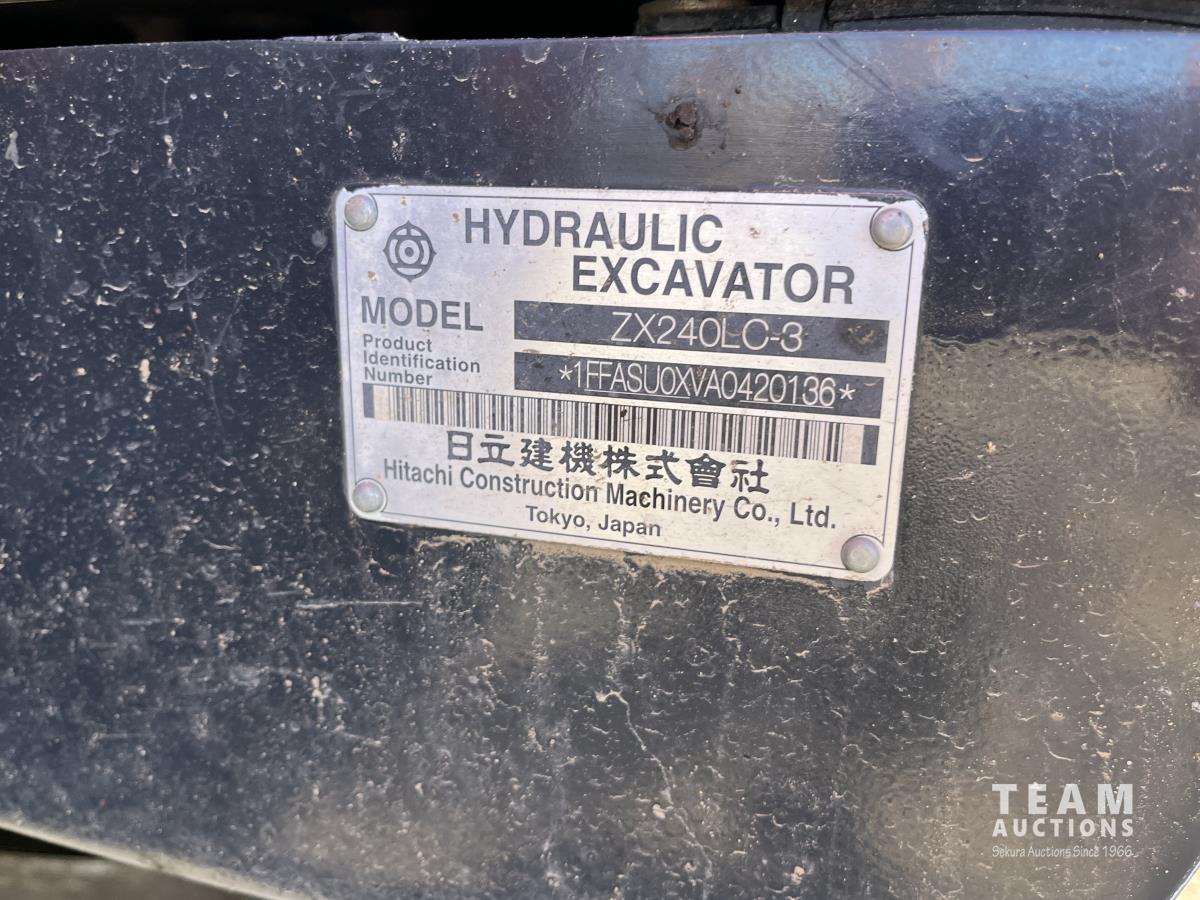 HYDRAULIC
EXCAVATOR
MODEL
ZX240LC-3
Product
Identification
Number
*1FFASU0XVA0420136*
日立建機株式會社
Hitachi Construction Machinery Co., Ltd.
Tokyo, Japan
TEAM
AUCTIONS
Sekura Auctions Since 1966